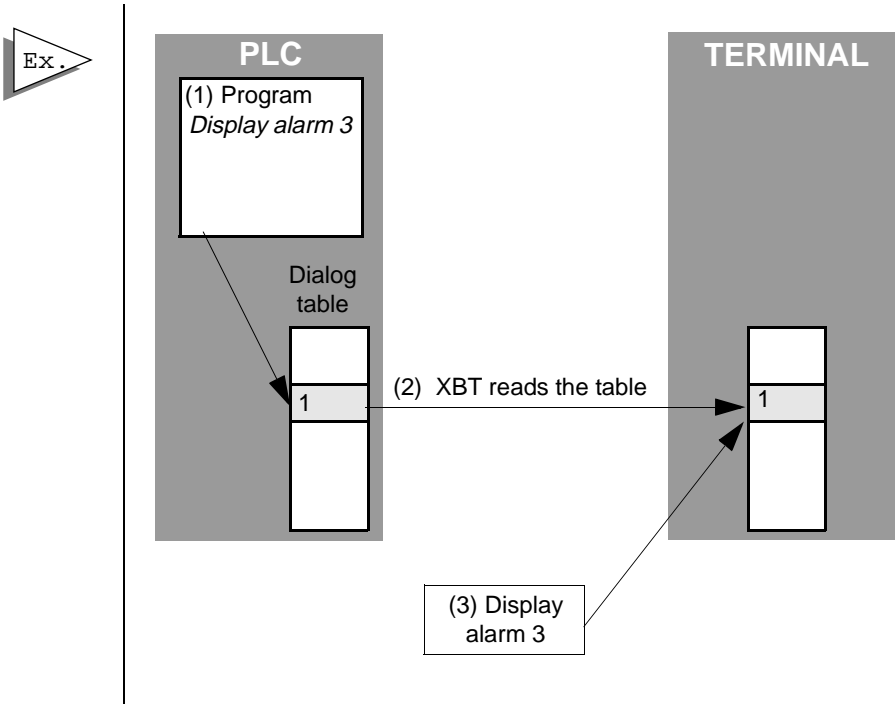 Ex.
PLC
TERMINAL
(1) Program
Display alarm 3
Dialog
table
1
(2) XBT reads the table
1
(3) Display
alarm 3